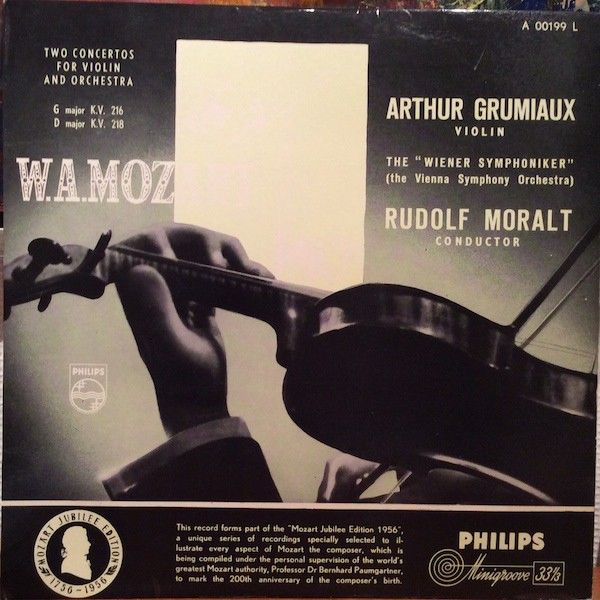 A 00199 L
TWO CONCERTOS
FOR VIOLIN
AND ORCHESTRA
G major K.V. 216
D major K.V. 218
W.A.MOZ
ARTHUR GRUMIAUX
VIOLIN
THE "WIENER SYMPHONIKER"
(the Vienna Symphony Orchestra)
RUDOLF MORALT
CONDUCTOR
PHILIPS
MOZART JUBILEE EDITION
1756-1956
This record forms part of the "Mozart Jubilee Edition 1956",
a unique series of recordings specially selected to il-
lustrate every aspect of Mozart the composer, which is
being compiled under the personal supervision of the world's
greatest Mozart authority, Professor Dr Bernhard Paumgartner,
to mark the 200th anniversary of the composer's birth.
PHILIPS
Minigroove 33⅓